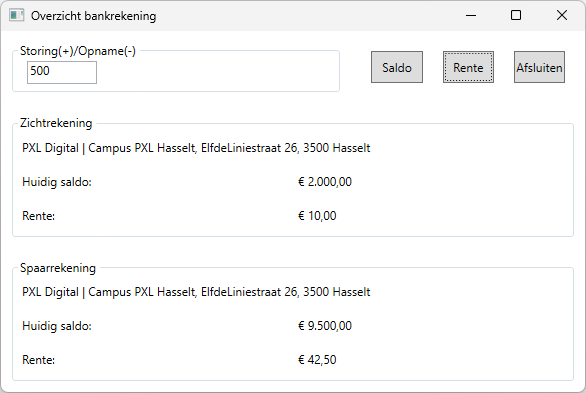 Overzicht bankrekening
Storing(+)/Opname(-)
500
Saldo
Rente
Afsluiten
Zichtrekening
PXL Digital | Campus PXL Hasselt, ElfdeLiniestraat 26, 3500 Hasselt
Huidig saldo: € 2.000,00
Rente: € 10,00
Spaarrekening
PXL Digital | Campus PXL Hasselt, ElfdeLiniestraat 26, 3500 Hasselt
Huidig saldo: € 9.500,00
Rente: € 42,50